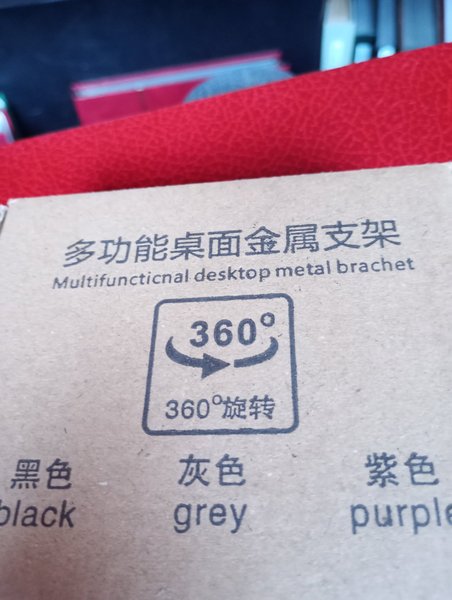 多功能桌面金属支架
Multifuncticnal desktop metal brachet
360°
360°旋转
黑色 灰色 紫色
black grey purple